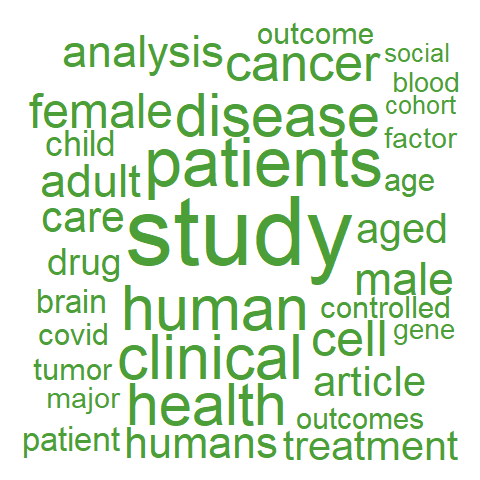 outcome
analysis
cancer
social
blood
female
disease
cohort
child
patients
factor
adult
age
care
study
aged
drug
male
human
brain
controlled
covid
clinical
cell
gene
tumor
article
major
health
outcomes
patient
humans
treatment